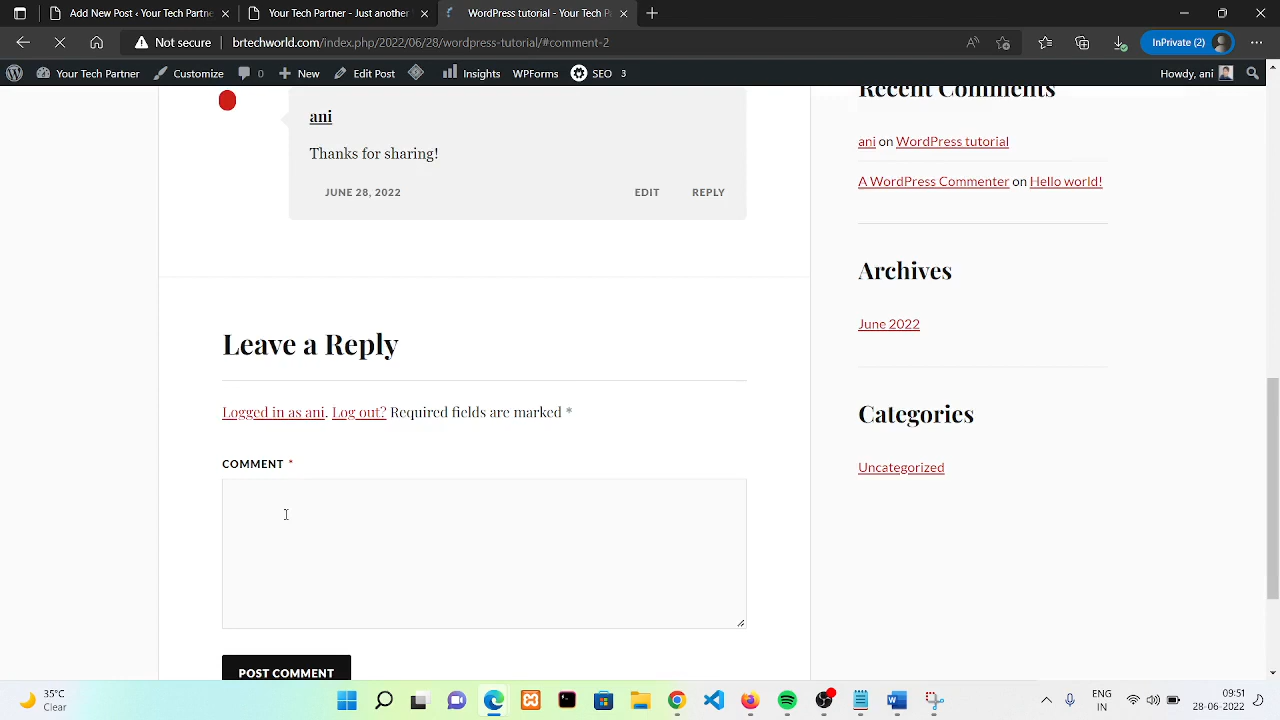 Add New Post ‹ Your Tech Partne
Your Tech Partner - Just another
WordPress tutorial - Your Tech Pa
Not secure
brtechworld.com/index.php/2022/06/28/wordpress-tutorial/#comment-2
InPrivate (2)
Your Tech Partner
Customize
0
New
Edit Post
Insights
WPForms
SEO
3
Howdy, ani
ani
Thanks for sharing!
JUNE 28, 2022
EDIT
REPLY
Leave a Reply
Logged in as ani. Log out? Required fields are marked *
COMMENT *
POST COMMENT
Recent Comments
ani on WordPress tutorial
A WordPress Commenter on Hello world!
Archives
June 2022
Categories
Uncategorized
35°C
Clear
ENG
IN
09:51
28-06-2022